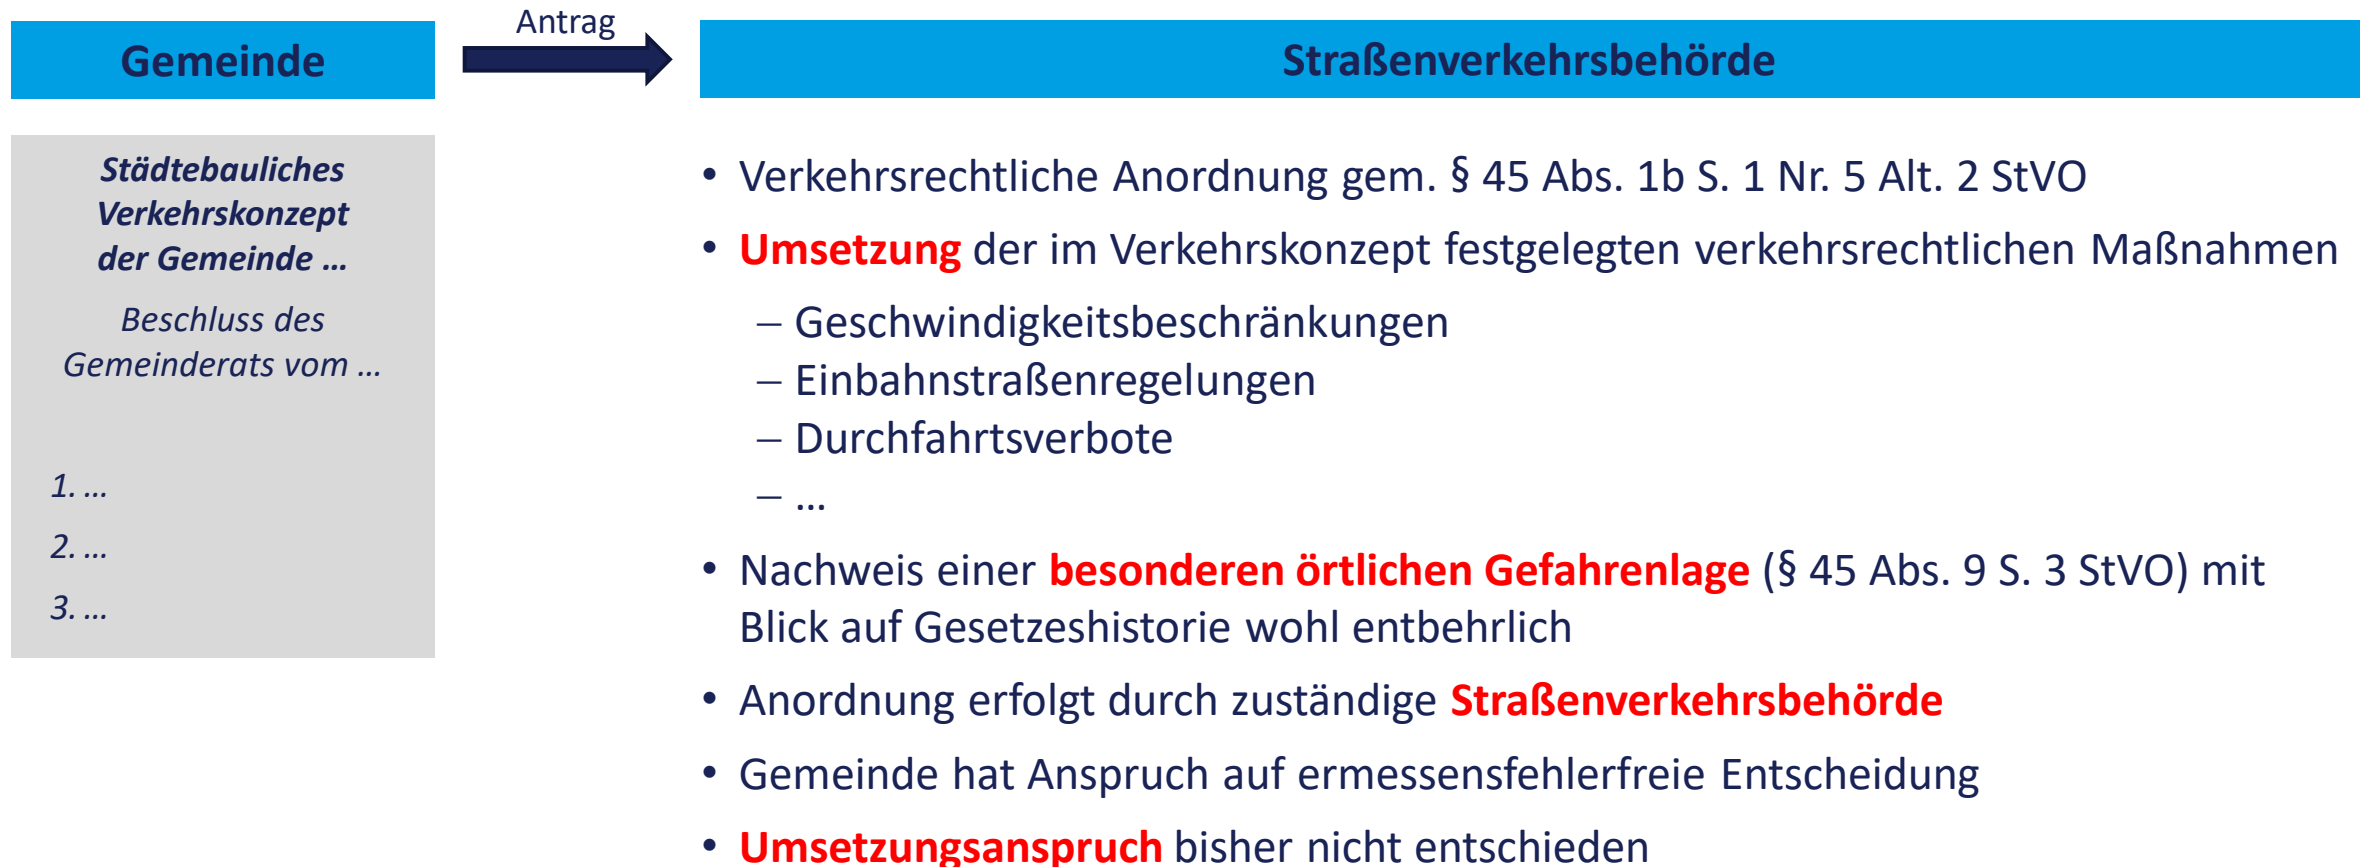 Gemeinde
Antrag
Straßenverkehrsbehörde
Städtebauliches
Verkehrskonzept
der Gemeinde …
Beschluss des
Gemeinderats vom …
1. …
2. …
3. …
• Verkehrsrechtliche Anordnung gem. § 45 Abs. 1b S. 1 Nr. 5 Alt. 2 StVO
• Umsetzung der im Verkehrskonzept festgelegten verkehrsrechtlichen Maßnahmen
– Geschwindigkeitsbeschränkungen
– Einbahnstraßenregelungen
– Durchfahrtsverbote
– …
• Nachweis einer besonderen örtlichen Gefahrenlage (§ 45 Abs. 9 S. 3 StVO) mit
Blick auf Gesetzeshistorie wohl entbehrlich
• Anordnung erfolgt durch zuständige Straßenverkehrsbehörde
• Gemeinde hat Anspruch auf ermessensfehlerfreie Entscheidung
• Umsetzungsanspruch bisher nicht entschieden